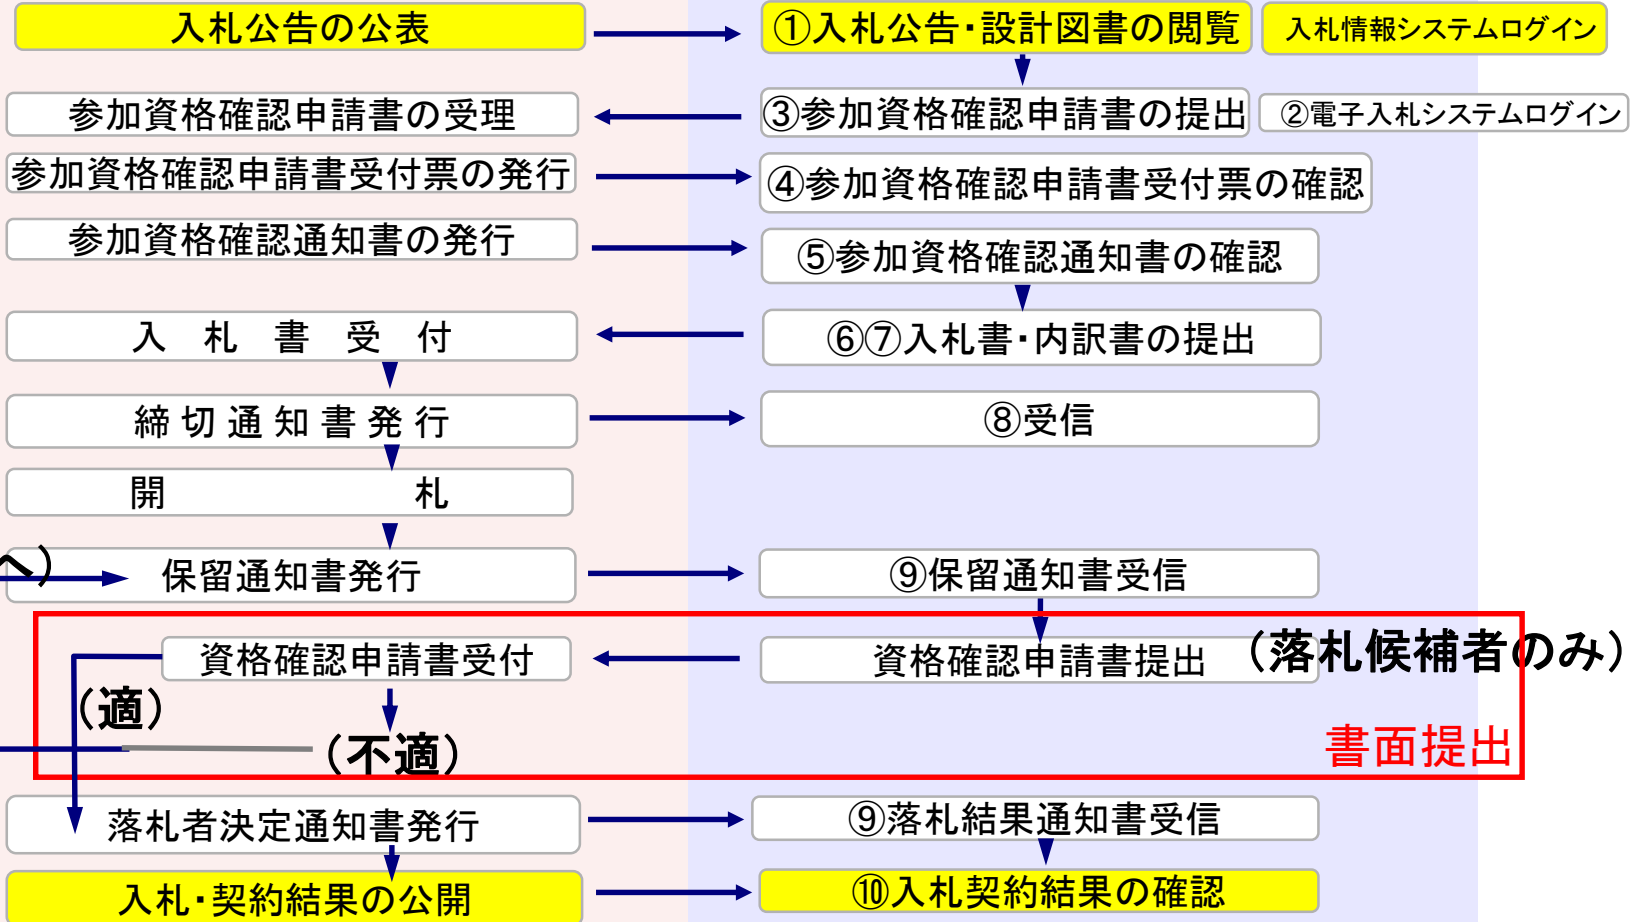 入札公告の公表
①入札公告・設計図書の閲覧
入札情報システムログイン
参加資格確認申請書の受理
③参加資格確認申請書の提出
②電子入札システムログイン
参加資格確認申請書受付票の発行
④参加資格確認申請書受付票の確認
参加資格確認通知書の発行
⑤参加資格確認通知書の確認
入 札 書 受 付
⑥⑦入札書・内訳書の提出
締切通知書発行
⑧受信
開 札
へ)
保留通知書発行
⑨保留通知書受信
資格確認申請書受付
資格確認申請書提出
(落札候補者のみ)
(適)
(不適)
書面提出
落札者決定通知書発行
⑨落札結果通知書受信
入札・契約結果の公開
⑩入札契約結果の確認